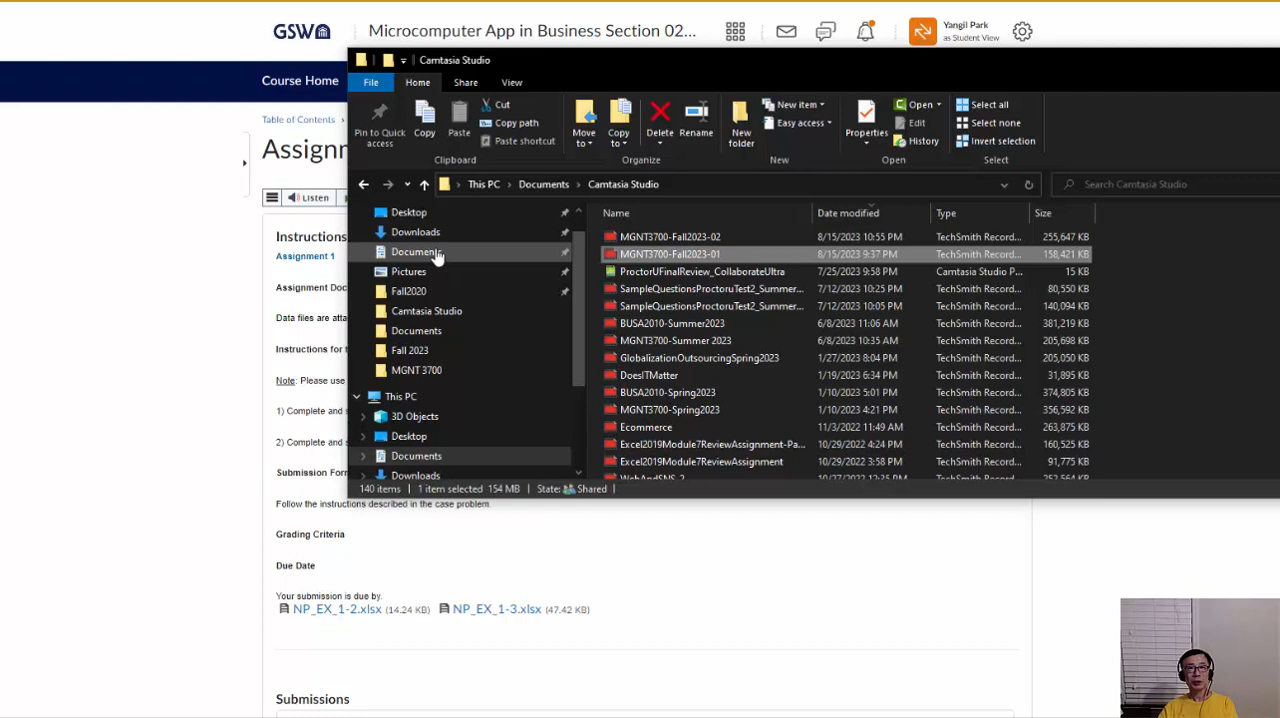 GSW
Microcomputer App in Business Section 02...
Yangil Park
as Student View
Course Home
Table of Contents
Assignm
Listen
Instructions
Assignment 1
Assignment Doc
Data files are atta
Instructions for t
Note: Please use
1) Complete and s
2) Complete and s
Submission Form
Follow the instructions described in the case problem.
Grading Criteria
Due Date
Your submission is due by.
NP_EX_1-2.xlsx (14.24 KB) NP_EX_1-3.xlsx (47.42 KB)
Submissions
Camtasia Studio
File Home Share View
Pin to Quick access
Copy
Paste
Cut
Copy path
Paste shortcut
Clipboard
Move to
Copy to
Delete
Rename
Organize
New folder
New item
Easy access
New
Properties
Open
Edit
History
Open
Select all
Select none
Invert selection
Select
This PC Documents Camtasia Studio
Search Camtasia Studio
Desktop
Downloads
Documents
Pictures
Fall2020
Camtasia Studio
Documents
Fall 2023
MGNT 3700
This PC
3D Objects
Desktop
Documents
Downloads
Name Date modified Type Size
MGNT3700-Fall2023-02 8/15/2023 10:55 PM TechSmith Record... 255,647 KB
MGNT3700-Fall2023-01 8/15/2023 9:37 PM TechSmith Record... 158,421 KB
ProctorUFinalReview_CollaborateUltra 7/25/2023 9:58 PM Camtasia Studio P... 15 KB
SampleQuestionsProctoruTest2_Summer... 7/12/2023 10:25 PM TechSmith Record... 80,550 KB
SampleQuestionsProctoruTest2_Summer... 7/12/2023 10:05 PM TechSmith Record... 140,094 KB
BUSA2010-Summer2023 6/8/2023 11:06 AM TechSmith Record... 381,219 KB
MGNT3700-Summer 2023 6/8/2023 10:35 AM TechSmith Record... 205,698 KB
GlobalizationOutsourcingSpring2023 1/27/2023 8:04 PM TechSmith Record... 205,050 KB
DoesITMatter 1/19/2023 6:34 PM TechSmith Record... 31,895 KB
BUSA2010-Spring2023 1/10/2023 5:01 PM TechSmith Record... 374,805 KB
MGNT3700-Spring2023 1/10/2023 4:21 PM TechSmith Record... 356,592 KB
Ecommerce 11/3/2022 11:49 AM TechSmith Record... 263,875 KB
Excel2019Module7ReviewAssignment-Pa... 10/29/2022 4:24 PM TechSmith Record... 160,525 KB
Excel2019Module7ReviewAssignment 10/29/2022 3:58 PM TechSmith Record... 91,775 KB
140 items 1 item selected 154 MB State: Shared